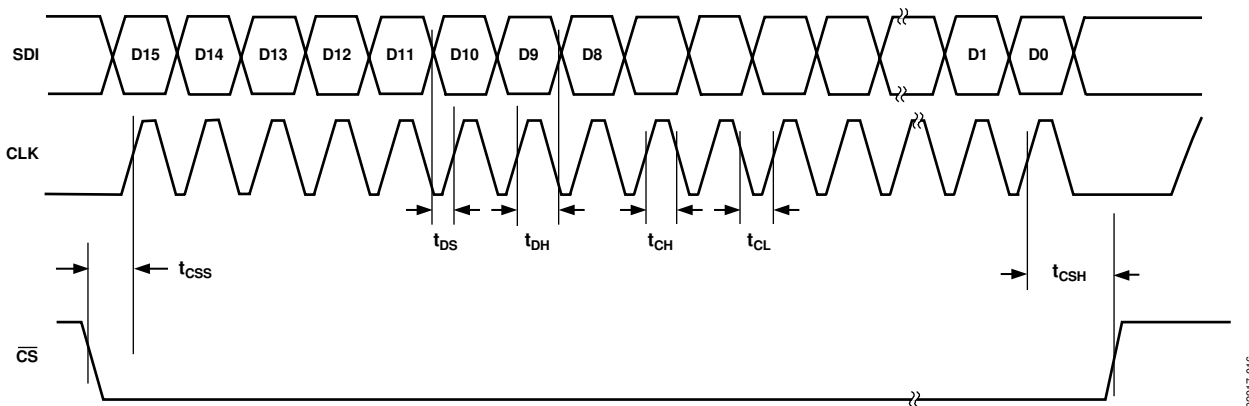 SDI D15 D14 D13 D12 D11 D10 D9 D8 D1 D0
CLK
tDS tDH tCH tCL
tCSS tCSH
CS